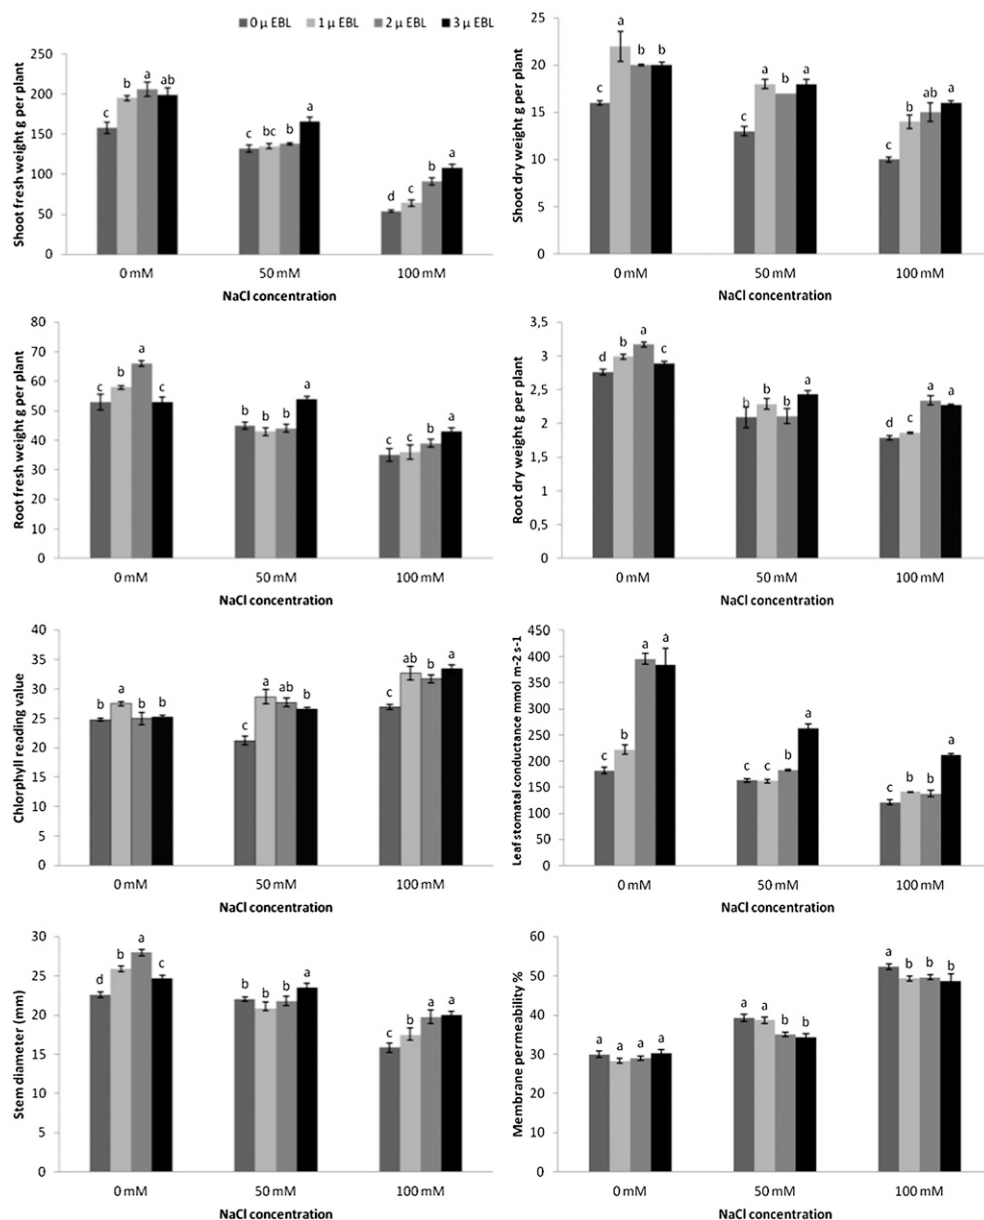 0 µ EBL 1 µ EBL 2 µ EBL 3 µ EBL
Shoot fresh weight g per plant
250
200
150
100
50
0
c b a ab
c bc b a
d c b a
0 mM 50 mM 100 mM
NaCl concentration
Shoot dry weight g per plant
25
20
15
10
5
0
c a b b
c a b a
c b ab a
0 mM 50 mM 100 mM
NaCl concentration
Root fresh weight g per plant
80
70
60
50
40
30
20
10
0
c b a c
b b b a
c c b a
0 mM 50 mM 100 mM
NaCl concentration
Root dry weight g per plant
3,5
3
2,5
2
1,5
1
0,5
0
d b a c
b b b a
d c a a
0 mM 50 mM 100 mM
NaCl concentration
Chlorphyll reading value
40
35
30
25
20
15
10
5
0
b a b b
c a ab b
c ab b a
0 mM 50 mM 100 mM
NaCl concentration
Leaf stomatal conductance mmol m-2 s-1
450
400
350
300
250
200
150
100
50
0
c b a a
c c b a
c b b a
0 mM 50 mM 100 mM
NaCl concentration
Stem diameter (mm)
30
25
20
15
10
5
0
d b a c
b b b a
c b a a
0 mM 50 mM 100 mM
NaCl concentration
Membrane permeability %
60
50
40
30
20
10
0
a a a a
a a b b
a b b b
0 mM 50 mM 100 mM
NaCl concentration